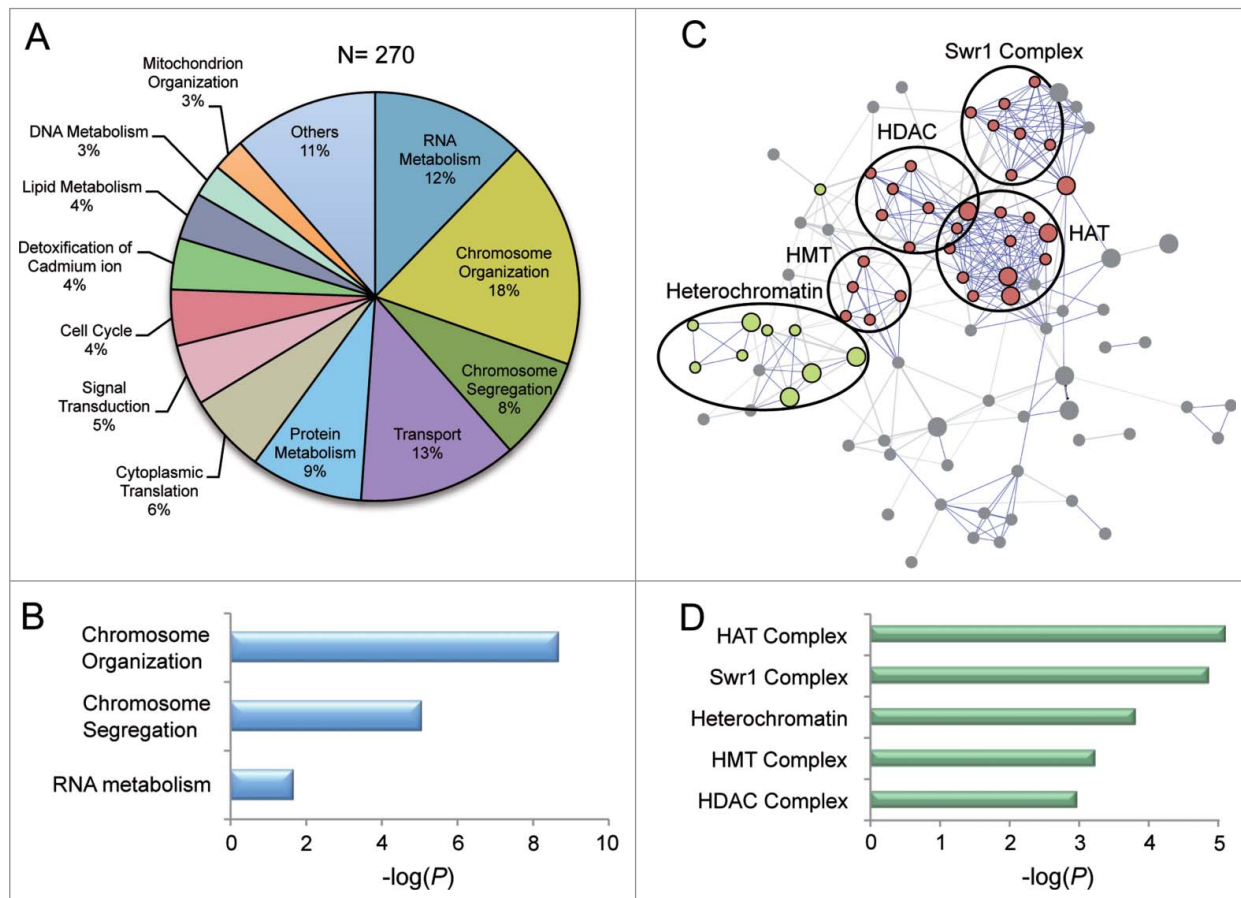 A
N= 270
Mitochondrion
Organization
3%
DNA Metabolism
3%
Lipid Metabolism
4%
Detoxification of
Cadmium ion
4%
Cell Cycle
4%
Signal
Transduction
5%
Cytoplasmic
Translation
6%
Others
11%
RNA
Metabolism
12%
Chromosome
Organization
18%
Chromosome
Segregation
8%
Transport
13%
Protein
Metabolism
9%
B
Chromosome
Organization
Chromosome
Segregation
RNA metabolism
0 2 4 6 8 10
-log(P)
C
Swr1 Complex
HDAC
HAT
HMT
Heterochromatin
D
HAT Complex
Swr1 Complex
Heterochromatin
HMT Complex
HDAC Complex
0 1 2 3 4 5
-log(P)